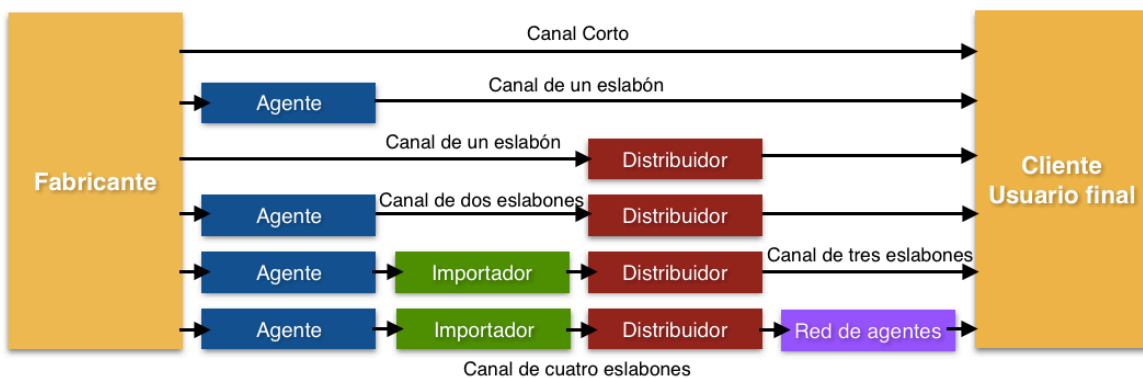 Canal Corto
Agente
Canal de un eslabón
Canal de un eslabón
Distribuidor
Fabricante
Cliente
Usuario final
Agente
Canal de dos eslabones
Distribuidor
Agente
Importador
Distribuidor
Canal de tres eslabones
Agente
Importador
Distribuidor
Red de agentes
Canal de cuatro eslabones